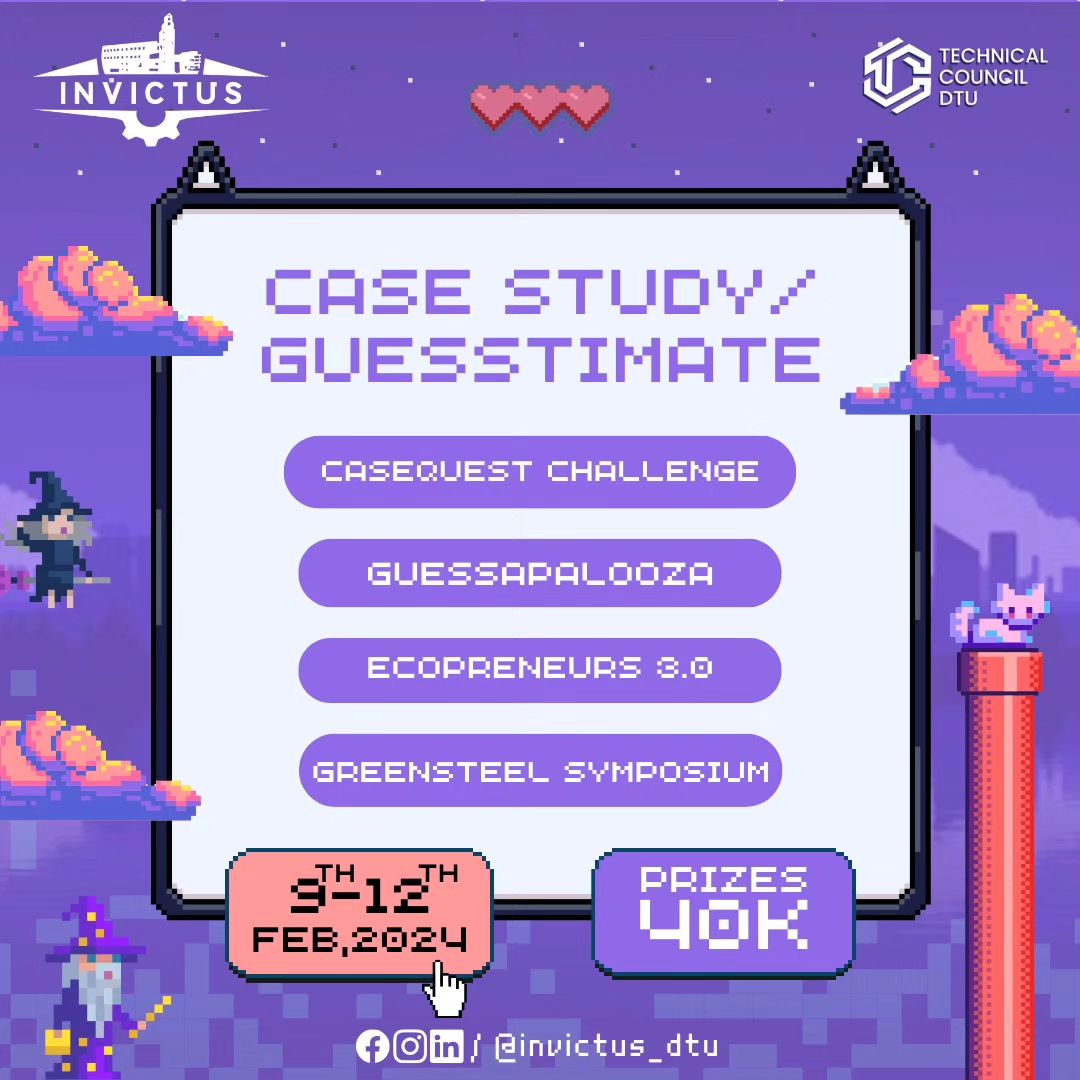 INVICTUS
TECHNICAL
COUNCIL
DTU
CASE STUDY/
GUESSTIMATE
CASEQUEST CHALLENGE
GUESSAPALOOZA
ECOPRENEURS 3.0
GREENSTEEL SYMPOSIUM
9TH-12TH
FEB,2024
PRIZES
40K
/ @invictus_dtu